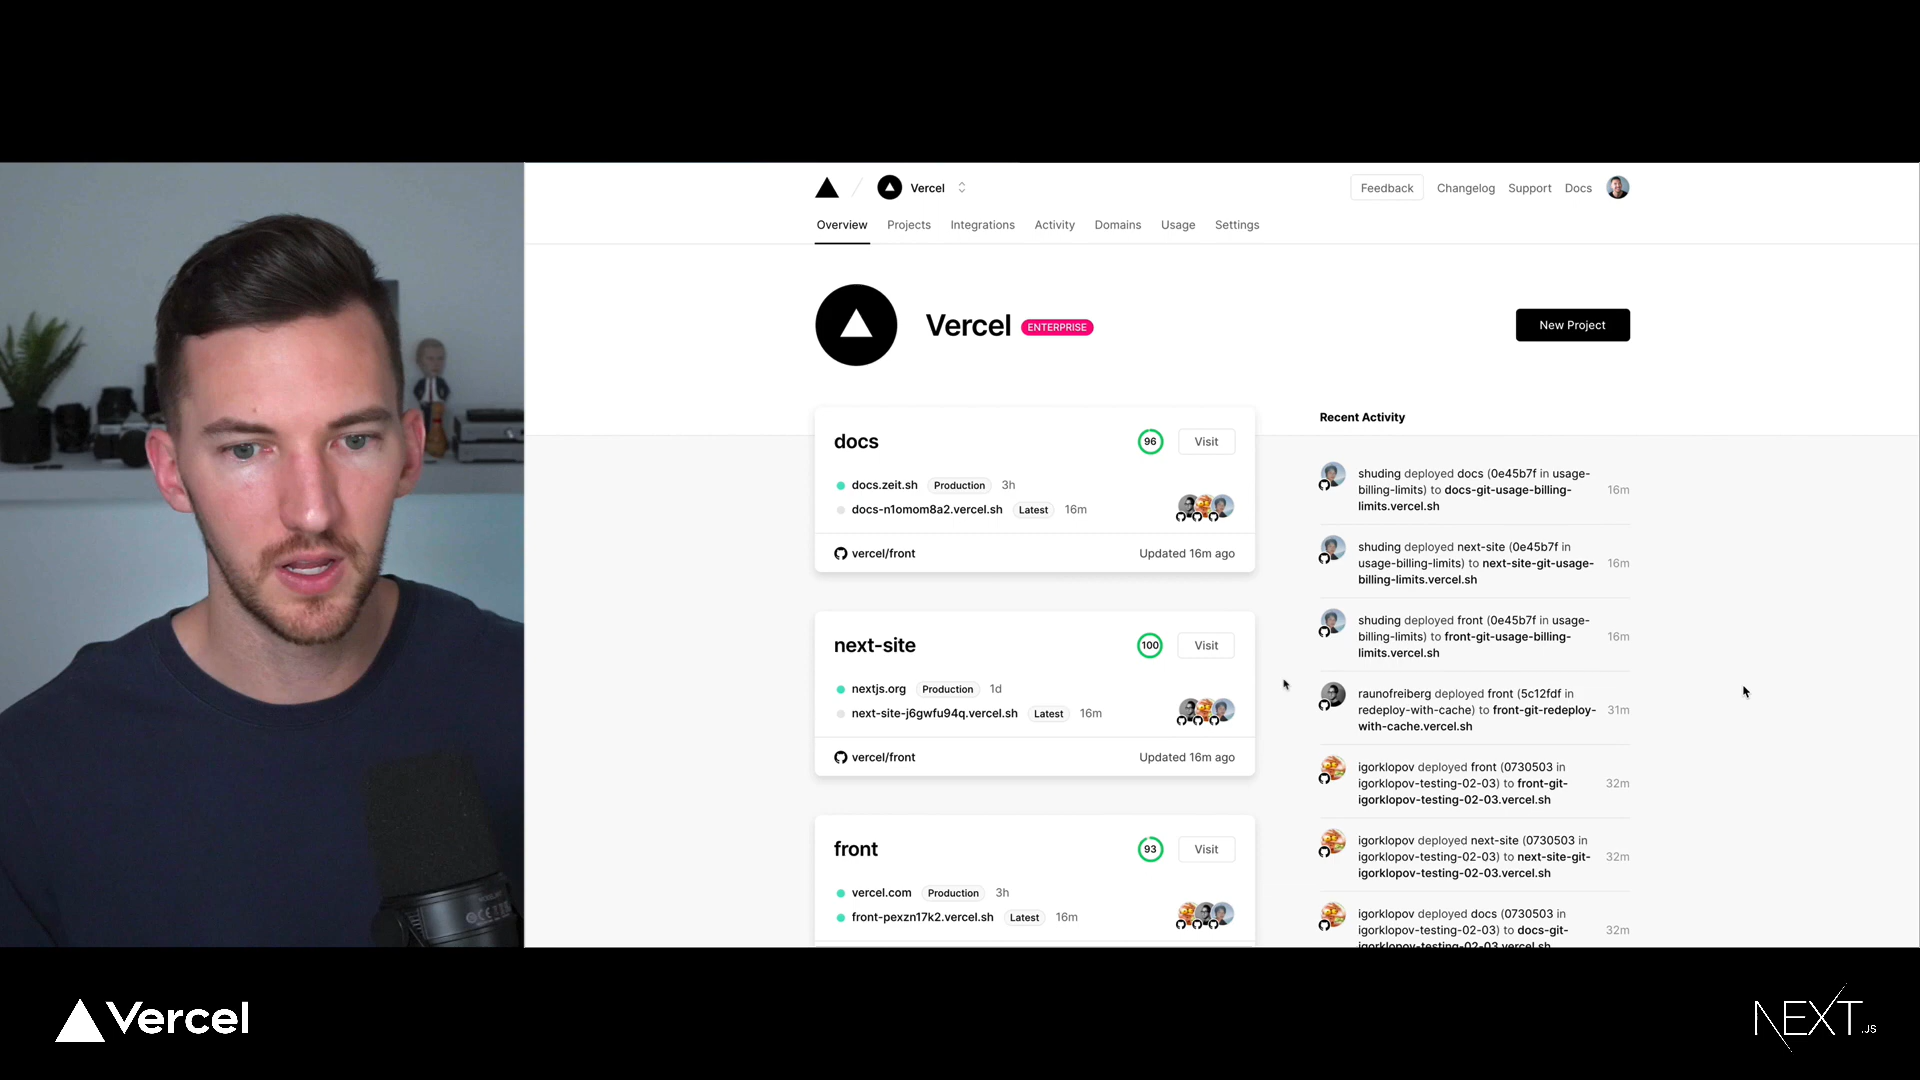 Vercel
Feedback
Changelog
Support
Docs
Overview
Projects
Integrations
Activity
Domains
Usage
Settings
Vercel ENTERPRISE
New Project
docs
96
Visit
docs.zeit.sh Production 3h
docs-n1omom8a2.vercel.sh Latest 16m
vercel/front
Updated 16m ago
next-site
100
Visit
nextjs.org Production 1d
next-site-j6gwfu94q.vercel.sh Latest 16m
vercel/front
Updated 16m ago
front
93
Visit
vercel.com Production 3h
front-pexzn17k2.vercel.sh Latest 16m
Recent Activity
shuding deployed docs (0e45b7f in usage-
billing-limits) to docs-git-usage-billing-
limits.vercel.sh
16m
shuding deployed next-site (0e45b7f in
usage-billing-limits) to next-site-git-usage-
billing-limits.vercel.sh
16m
shuding deployed front (0e45b7f in usage-
billing-limits) to front-git-usage-billing-
limits.vercel.sh
16m
raunofreiberg deployed front (5c12fdf in
redeploy-with-cache) to front-git-redeploy-
with-cache.vercel.sh
31m
igorklopov deployed front (0730503 in
igorklopov-testing-02-03) to front-git-
igorklopov-testing-02-03.vercel.sh
32m
igorklopov deployed next-site (0730503 in
igorklopov-testing-02-03) to next-site-git-
igorklopov-testing-02-03.vercel.sh
32m
igorklopov deployed docs (0730503 in
igorklopov-testing-02-03) to docs-git-
igorklopov-testing-02-03.vercel.sh
32m
Vercel
NEXT.JS